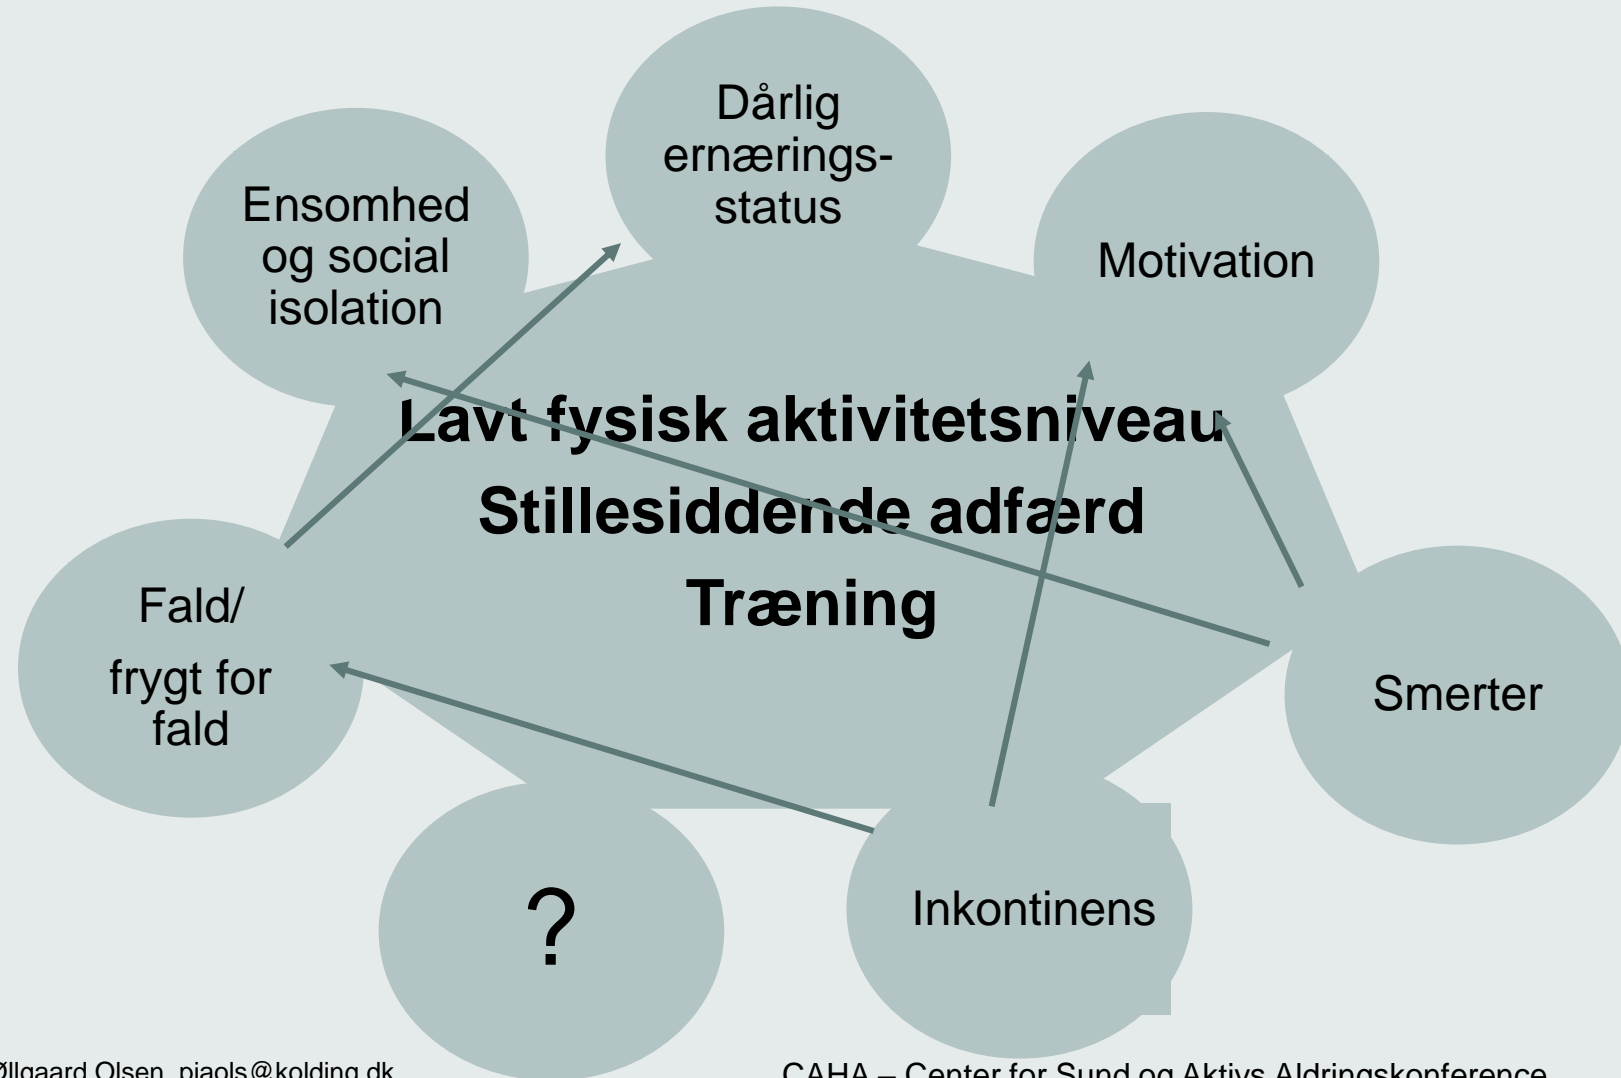 Dårlig
ernærings-
status
Ensomhed
og social
isolation
Motivation
Lavt fysisk aktivitetsniveau
Stillesiddende adfærd
Træning
Fald/
frygt for
fald
Smerter
?
Inkontinens
Øllgaard Olsen, piaols@kolding.dk
CAHA – Center for Sund og Aktivs Aldringskonference